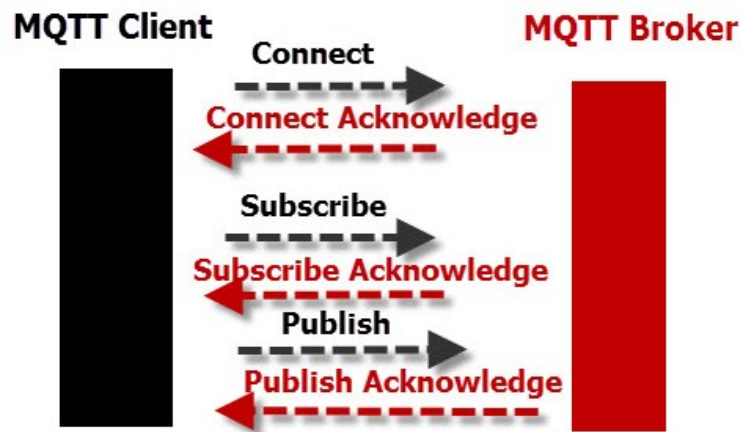 MQTT Client
MQTT Broker
Connect
Connect Acknowledge
Subscribe
Subscribe Acknowledge
Publish
Publish Acknowledge